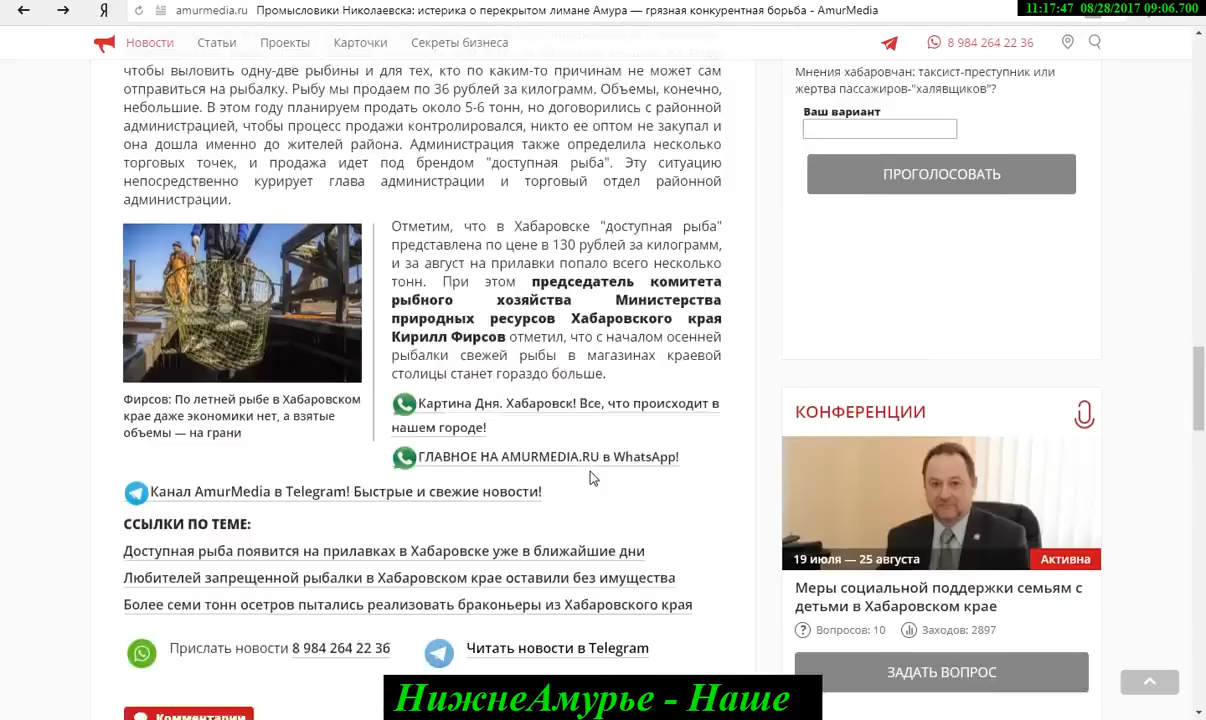 11:17:47 08/28/2017 09:06.700
Я amurmedia.ru Промысловики Николаевска: истерика о перекрытом лимане Амура — грязная конкурентная борьба - AmurMedia
Новости Статьи Проекты Карточки Секреты бизнеса 8 984 264 22 36
чтобы выловить одну-две рыбины и для тех, кто по каким-то причинам не может сам
отправиться на рыбалку. Рыбу мы продаем по 36 рублей за килограмм. Объемы, конечно,
небольшие. В этом году планируем продать около 5-6 тонн, но договорились с районной
администрацией, чтобы процесс продажи контролировался, никто ее оптом не закупал и
она дошла именно до жителей района. Администрация также определила несколько
торговых точек, и продажа идет под брендом "доступная рыба". Эту ситуацию
непосредственно курирует глава администрации и торговый отдел районной
администрации.
Отметим, что в Хабаровске "доступная рыба"
представлена по цене в 130 рублей за килограмм,
и за август на прилавки попало всего несколько
тонн. При этом председатель комитета
рыбного хозяйства Министерства
природных ресурсов Хабаровского края
Кирилл Фирсов отметил, что с началом осенней
рыбалки свежей рыбы в магазинах краевой
столицы станет гораздо больше.
Фирсов: По летней рыбе в Хабаровском
крае даже экономики нет, а взятые
объемы — на грани
Картина Дня. Хабаровск! Все, что происходит в
нашем городе!
ГЛАВНОЕ НА AMURMEDIA.RU в WhatsApp!
Канал AmurMedia в Telegram! Быстрые и свежие новости!
ССЫЛКИ ПО ТЕМЕ:
Доступная рыба появится на прилавках в Хабаровске уже в ближайшие дни
Любителей запрещенной рыбалки в Хабаровском крае оставили без имущества
Более семи тонн осетров пытались реализовать браконьеры из Хабаровского края
Прислать новости 8 984 264 22 36 Читать новости в Telegram
Комментарии
Мнения хабаровчан: таксист-преступник или
жертва пассажиров-"халявщиков"?
Ваш вариант
ПРОГОЛОСОВАТЬ
КОНФЕРЕНЦИИ
19 июля — 25 августа Активна
Меры социальной поддержки семьям с
детьми в Хабаровском крае
Вопросов: 10 Заходов: 2897
ЗАДАТЬ ВОПРОС
НижнеАмурье - Наше